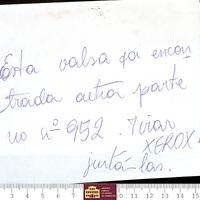 Esta valsa foi encon-
trada outra parte
no nº 952. Tirar
XEROX.
juntá-las.